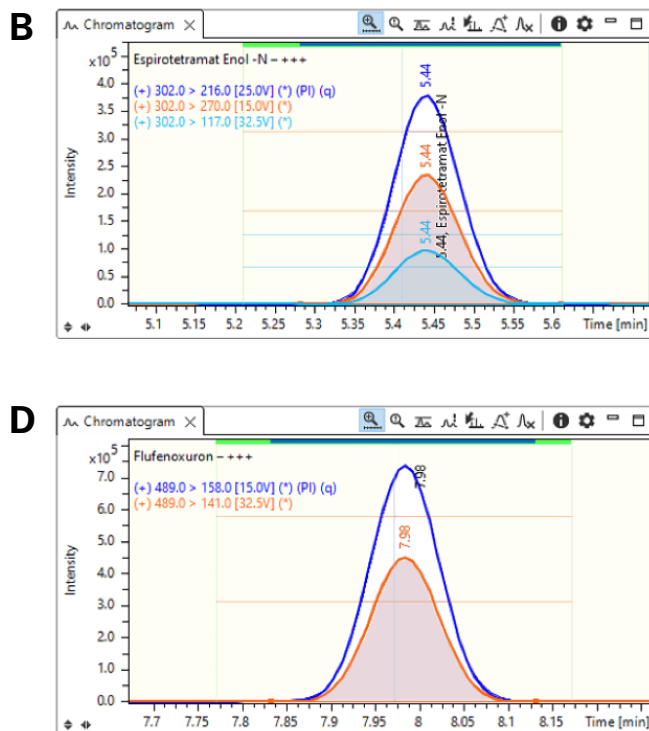 B
Chromatogram
x10⁵
Espirotetramat Enol -N – +++
(+) 302.0 > 216.0 [25.0V] (*) (PI) (q)
(+) 302.0 > 270.0 [15.0V] (*)
(+) 302.0 > 117.0 [32.5V] (*)
5.44
5.44
5.44
5.44, Espirotetramat Enol -N
Intensity
4.0
3.5
3.0
2.5
2.0
1.5
1.0
0.5
0.0
5.1 5.15 5.2 5.25 5.3 5.35 5.4 5.45 5.5 5.55 5.6 Time [min]
D
Chromatogram
x10⁵
Flufenoxuron – +++
(+) 489.0 > 158.0 [15.0V] (*) (PI) (q)
(+) 489.0 > 141.0 [32.5V] (*)
7.98
7.98
Intensity
7.0
6.0
5.0
4.0
3.0
2.0
1.0
0.0
7.7 7.75 7.8 7.85 7.9 7.95 8 8.05 8.1 8.15 Time [min]